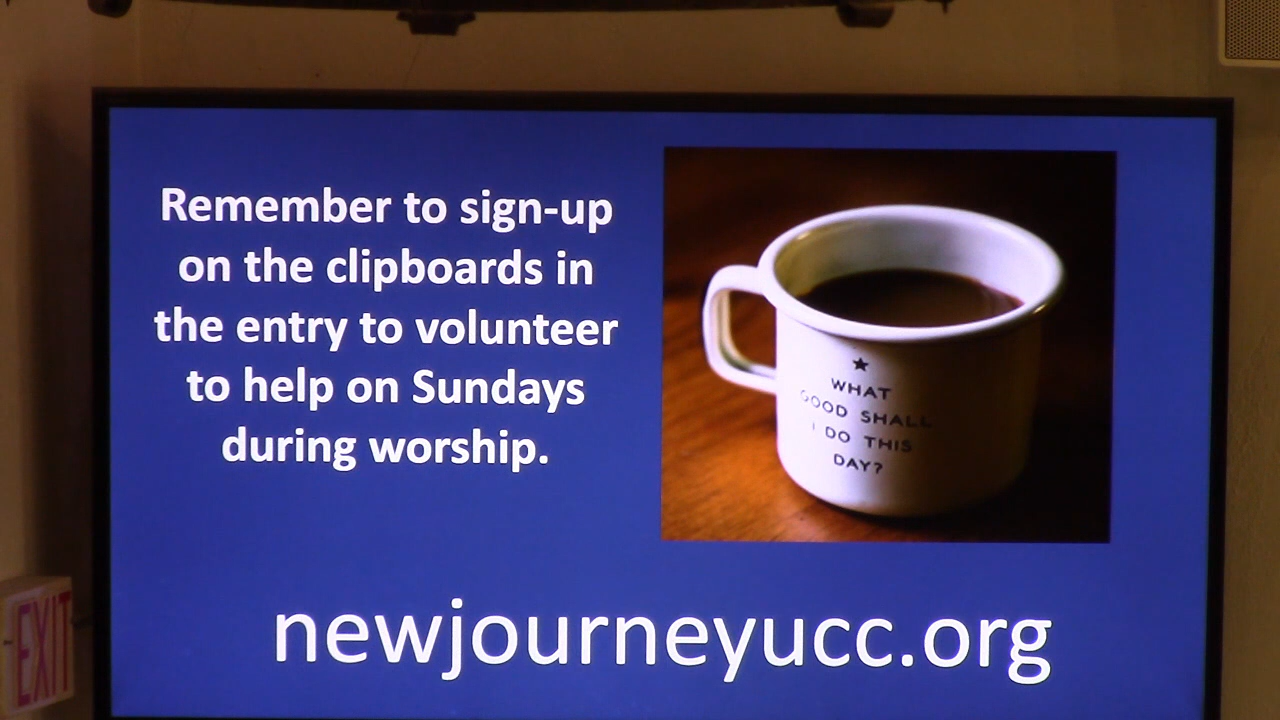 Remember to sign-up
on the clipboards in
the entry to volunteer
to help on Sundays
during worship.
★
WHAT
GOOD SHALL
I DO THIS
DAY?
newjourneyucc.org
EXIT